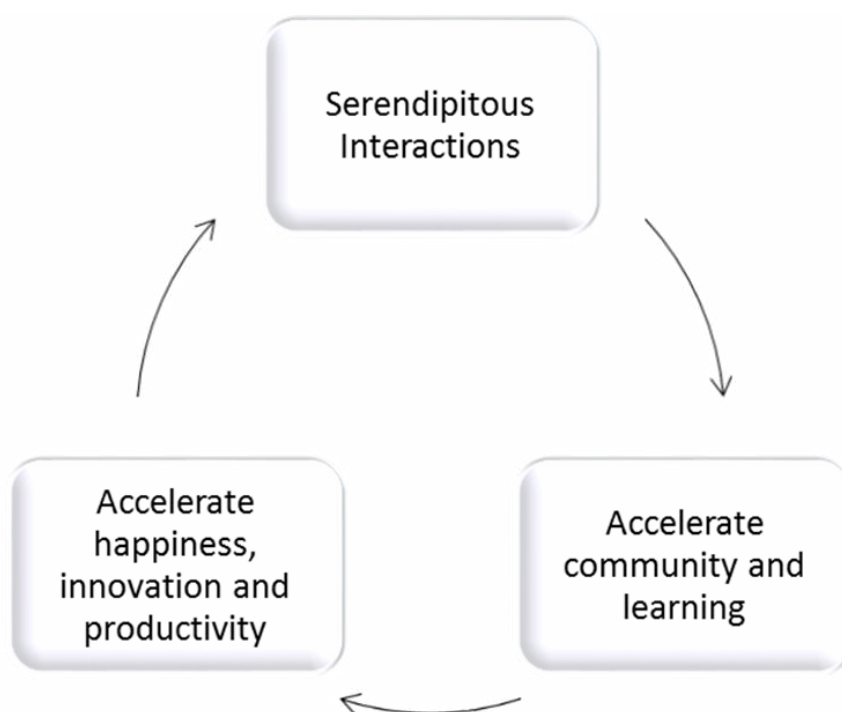 Serendipitous
Interactions
Accelerate
happiness,
innovation and
productivity
Accelerate
community and
learning